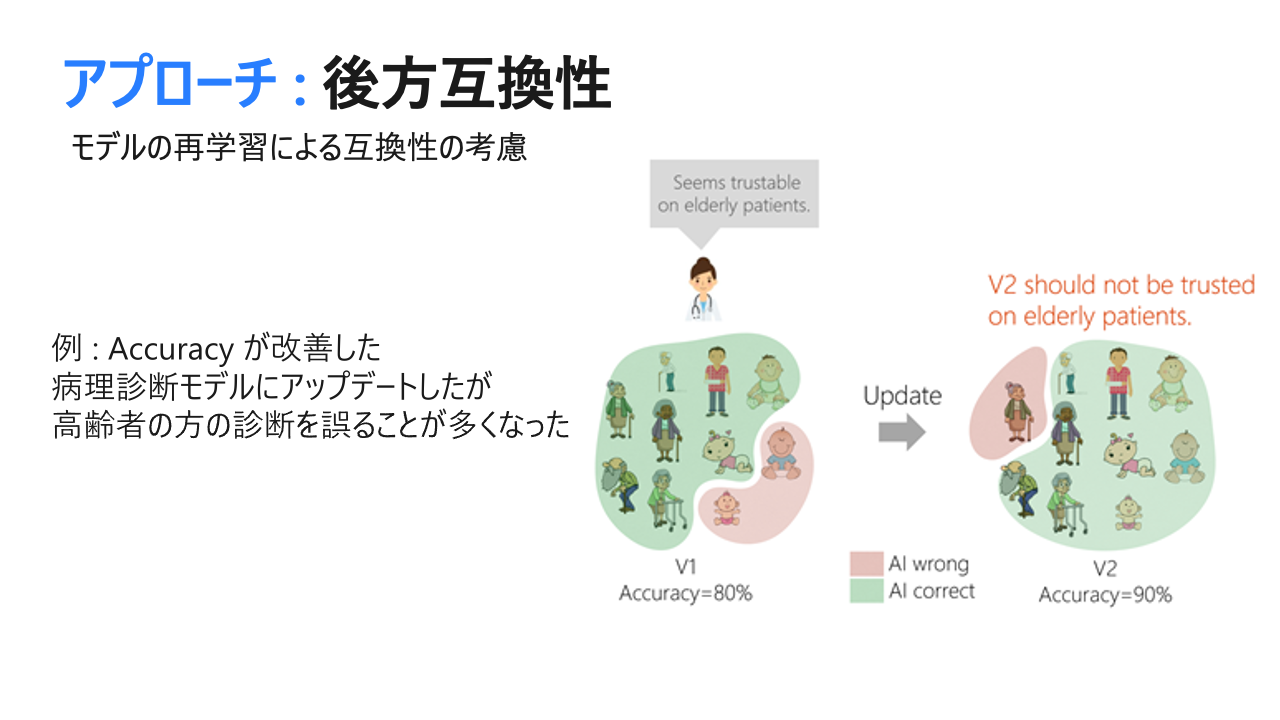 アプローチ : 後方互換性
モデルの再学習による互換性の考慮
Seems trustable
on elderly patients.
V2 should not be trusted
on elderly patients.
例 : Accuracy が改善した
病理診断モデルにアップデートしたが
高齢者の方の診断を誤ることが多くなった
Update
V1
Accuracy=80%
AI wrong
AI correct
V2
Accuracy=90%